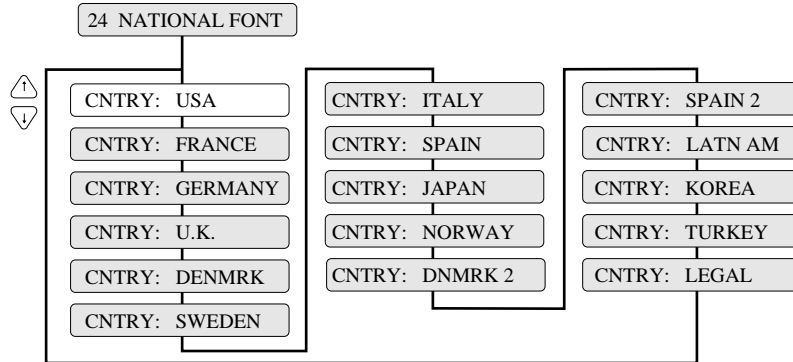 24 NATIONAL FONT
CNTRY: USA
CNTRY: FRANCE
CNTRY: GERMANY
CNTRY: U.K.
CNTRY: DENMRK
CNTRY: SWEDEN
CNTRY: ITALY
CNTRY: SPAIN
CNTRY: JAPAN
CNTRY: NORWAY
CNTRY: DNMRK 2
CNTRY: SPAIN 2
CNTRY: LATN AM
CNTRY: KOREA
CNTRY: TURKEY
CNTRY: LEGAL